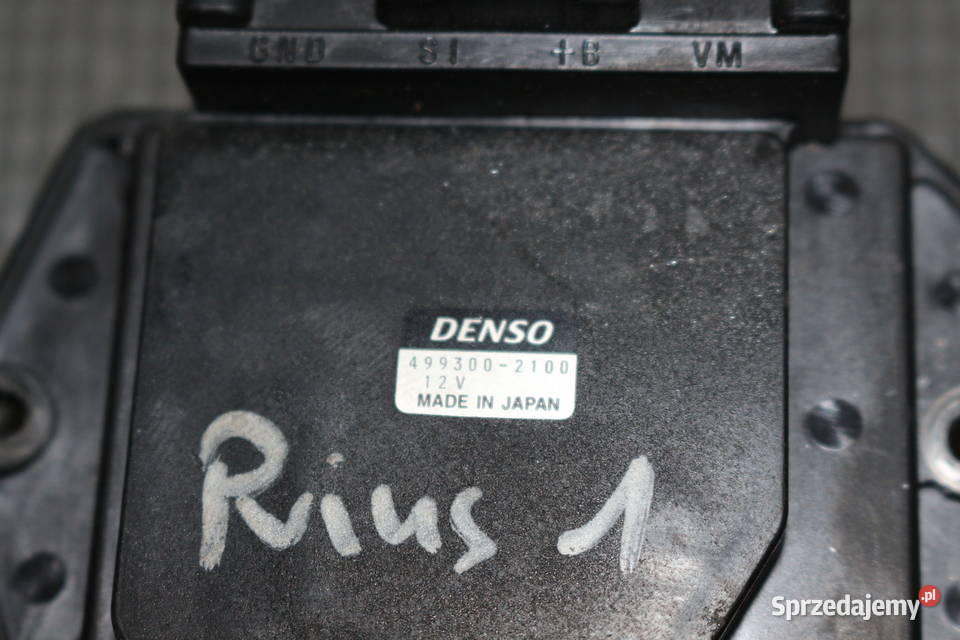 GND SI +B VM
DENSO
499300-2100
12V
MADE IN JAPAN
Prius 1
Sprzedajemy.pl